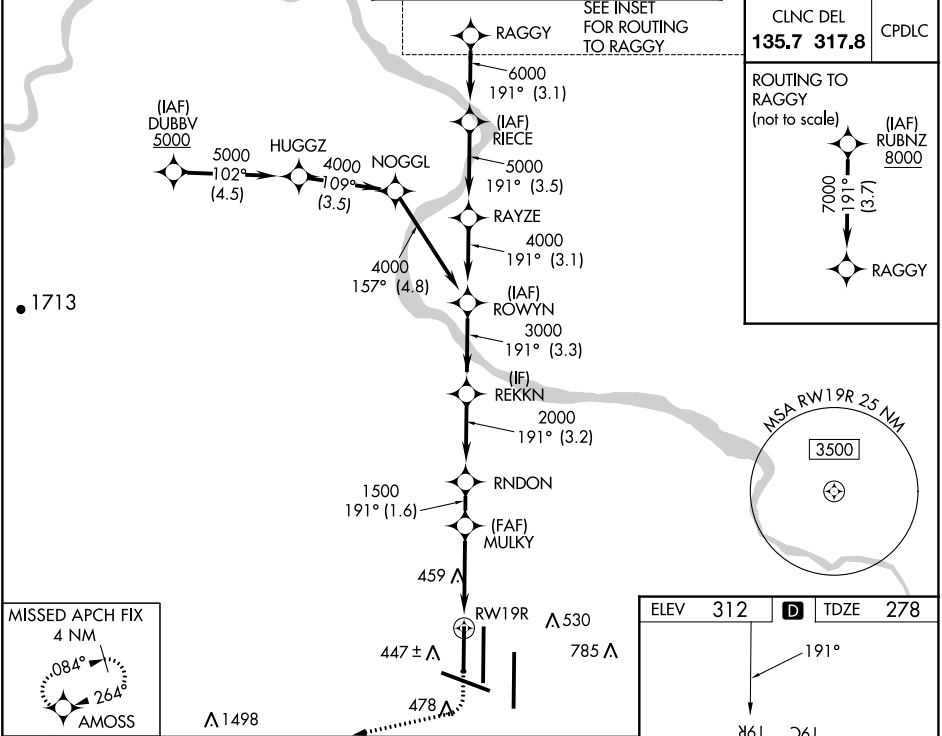 SEE INSET
FOR ROUTING
TO RAGGY
RAGGY
6000
191° (3.1)
(IAF)
RIECE
5000
191° (3.5)
RAYZE
4000
191° (3.1)
(IAF)
ROWYN
3000
191° (3.3)
(IF)
REKKN
2000
191° (3.2)
RNDON
1500
191° (1.6)
(FAF)
MULKY
(IAF)
DUBBV
5000
5000
102°
(4.5)
HUGGZ
4000
109°
(3.5)
NOGGL
4000
157° (4.8)
1713
459
RW19R
530
447 ±
785
478
1498
CLNC DEL
135.7 317.8
CPDLC
ROUTING TO
RAGGY
(not to scale)
(IAF)
RUBNZ
8000
7000
191°
(3.7)
RAGGY
MSA RW19R 25 NM
3500
MISSED APCH FIX
4 NM
084°
264°
AMOSS
ELEV 312 D TDZE 278
191°
19R 19C